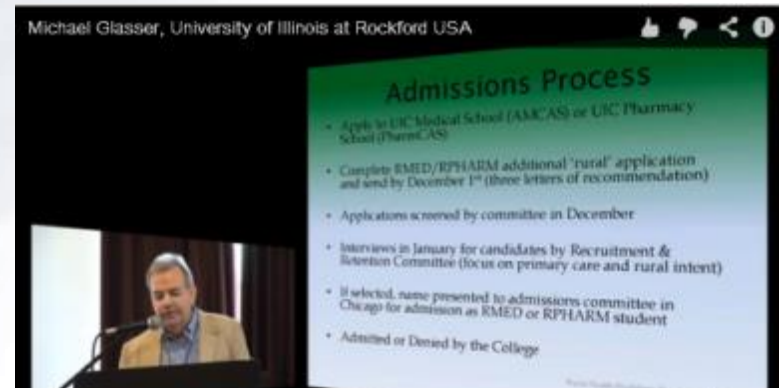 Michael Glasser, University of Illinois at Rockford USA
Admissions Process
• Apply to UIC Medical School (AMCAS) or UIC Pharmacy
School (PharmCAS)
• Complete RMED/RPHARM additional "rural" application
and send by December 1st (three letters of recommendation)
• Applications screened by committee in December
• Interviews in January for candidates by Recruitment &
Retention Committee (focus on primary care and rural intent)
• If selected, name presented to admissions committee in
Chicago for admission as RMED or RPHARM student
• Admitted or Denied by the College